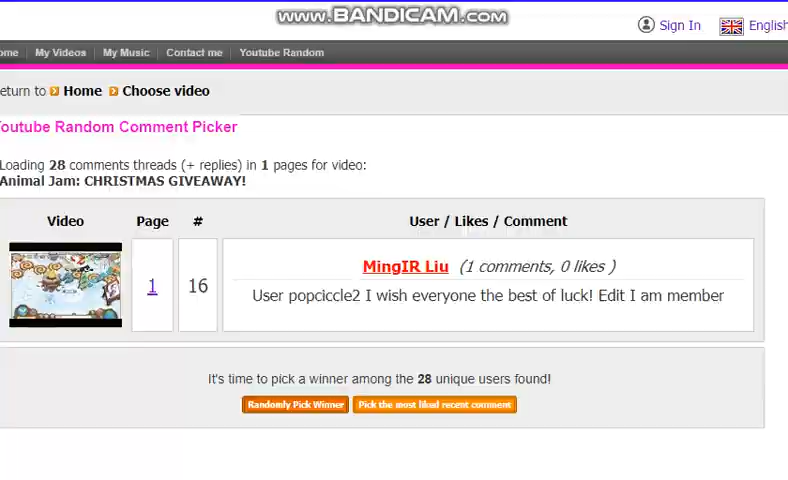 www.BANDICAM.com
Sign In
English
ome My Videos My Music Contact me Youtube Random
eturn to Home Choose video
outube Random Comment Picker
Loading 28 comments threads (+ replies) in 1 pages for video:
Animal Jam: CHRISTMAS GIVEAWAY!
Video Page # User / Likes / Comment
MingIR Liu (1 comments, 0 likes )
1 16
User popciccle2 I wish everyone the best of luck! Edit I am member
It's time to pick a winner among the 28 unique users found!
Randomly Pick Winner Pick the most liked recent comment